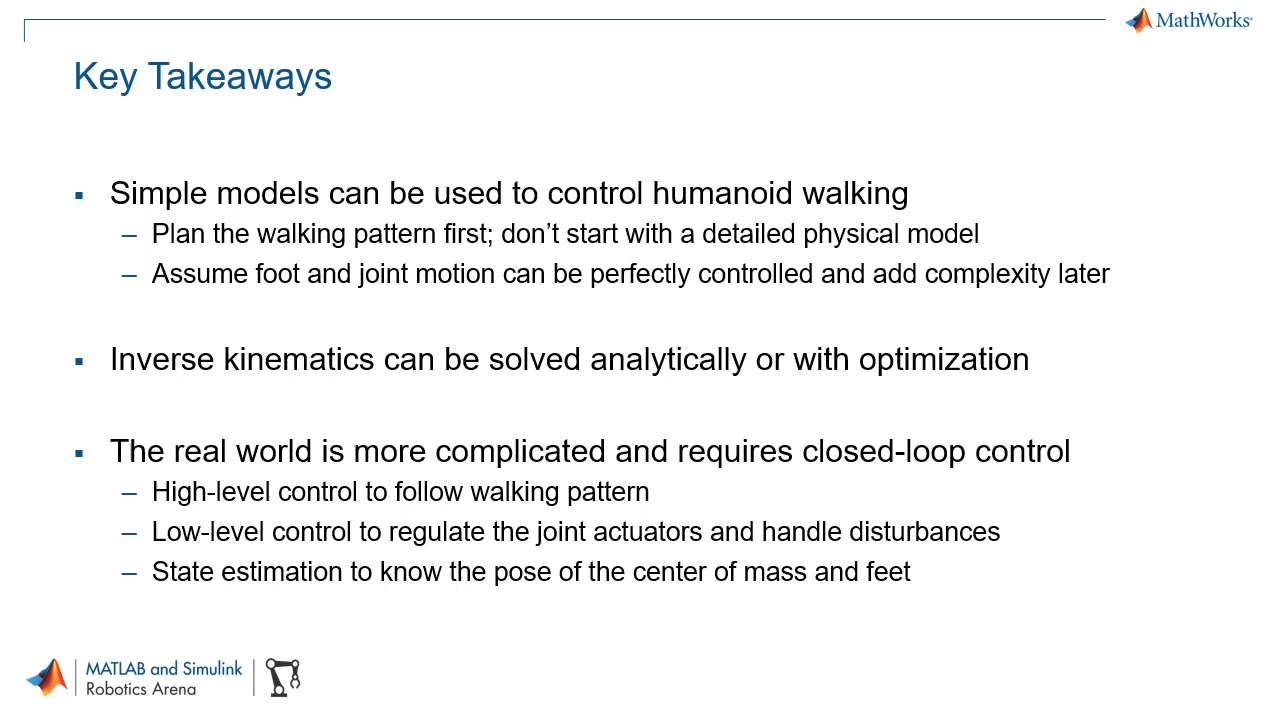 MathWorks®
Key Takeaways
▪ Simple models can be used to control humanoid walking
– Plan the walking pattern first; don’t start with a detailed physical model
– Assume foot and joint motion can be perfectly controlled and add complexity later
▪ Inverse kinematics can be solved analytically or with optimization
▪ The real world is more complicated and requires closed-loop control
– High-level control to follow walking pattern
– Low-level control to regulate the joint actuators and handle disturbances
– State estimation to know the pose of the center of mass and feet
MATLAB and Simulink
Robotics Arena